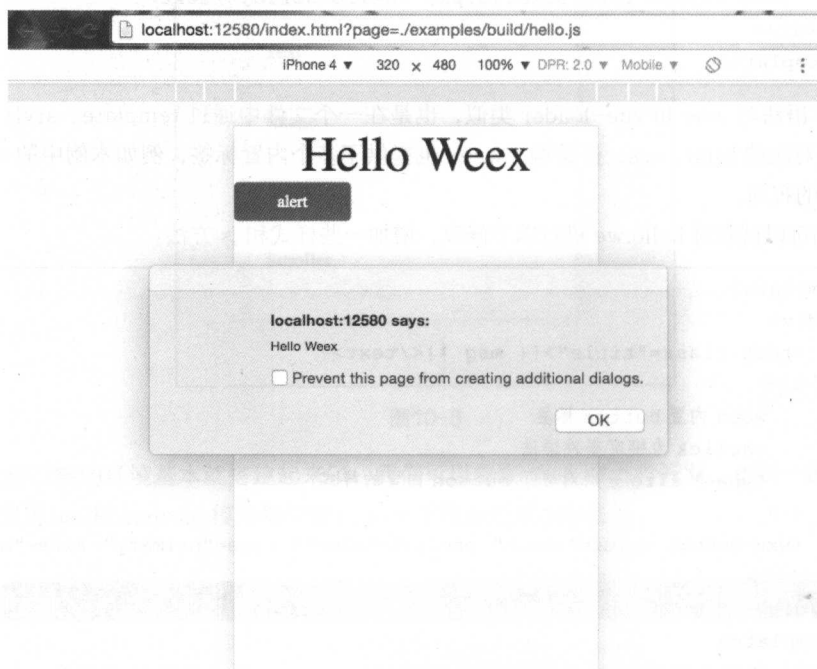 localhost:12580/index.html?page=./examples/build/hello.js
iPhone 4 ▼ 320 × 480 100% ▼ DPR: 2.0 ▼ Mobile ▼
Hello Weex
alert
localhost:12580 says:
Hello Weex
Prevent this page from creating additional dialogs.
OK